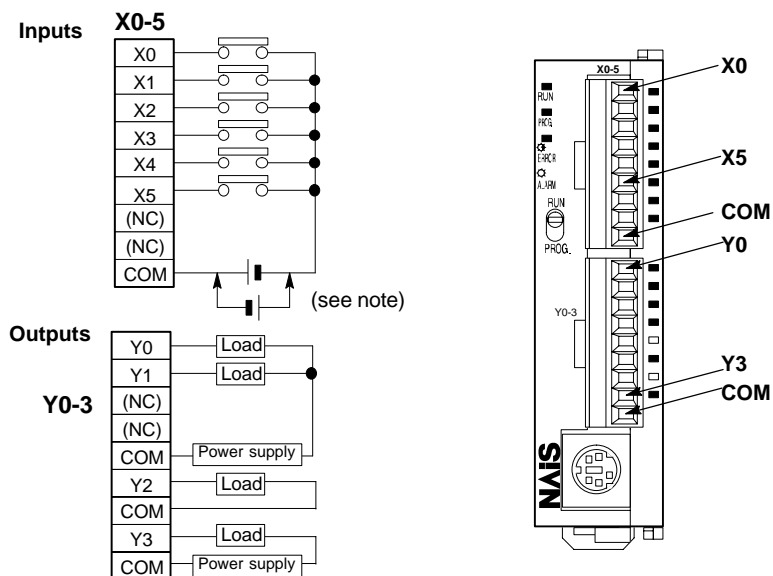 Inputs
X0-5
X0
X1
X2
X3
X4
X5
(NC)
(NC)
COM
(see note)
Outputs
Y0-3
Y0
Load
Y1
Load
(NC)
(NC)
COM
Power supply
Y2
Load
COM
Y3
Load
COM
Power supply
X0-5
RUN
PROG.
ERROR
ALARM
RUN
PROG.
Y0-3
NAiS
X0
X5
COM
Y0
Y3
COM